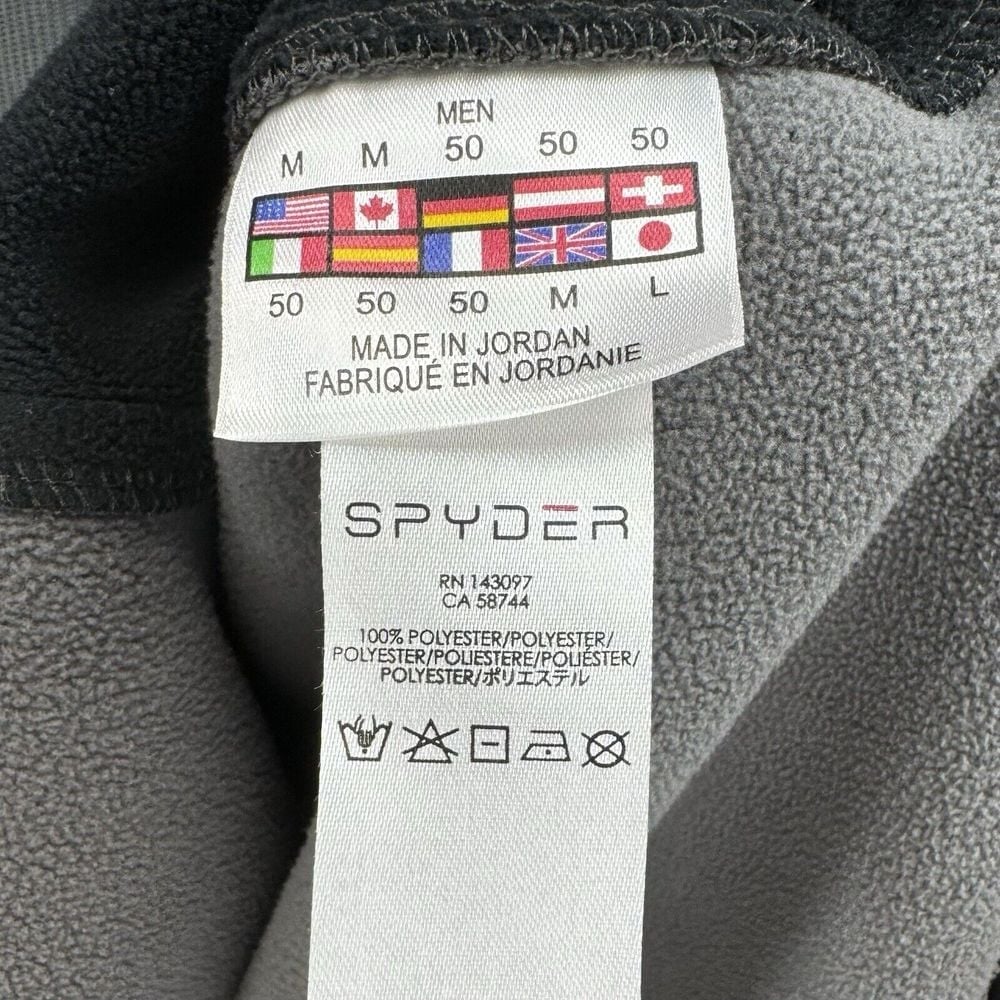 MEN
M M 50 50 50
50 50 50 M L
MADE IN JORDAN
FABRIQUÉ EN JORDANIE
SPYDER
RN 143097
CA 58744
100% POLYESTER/POLYESTER/
POLYESTER/POLIESTERE/POLIÉSTER/
POLYESTER/ポリエステル